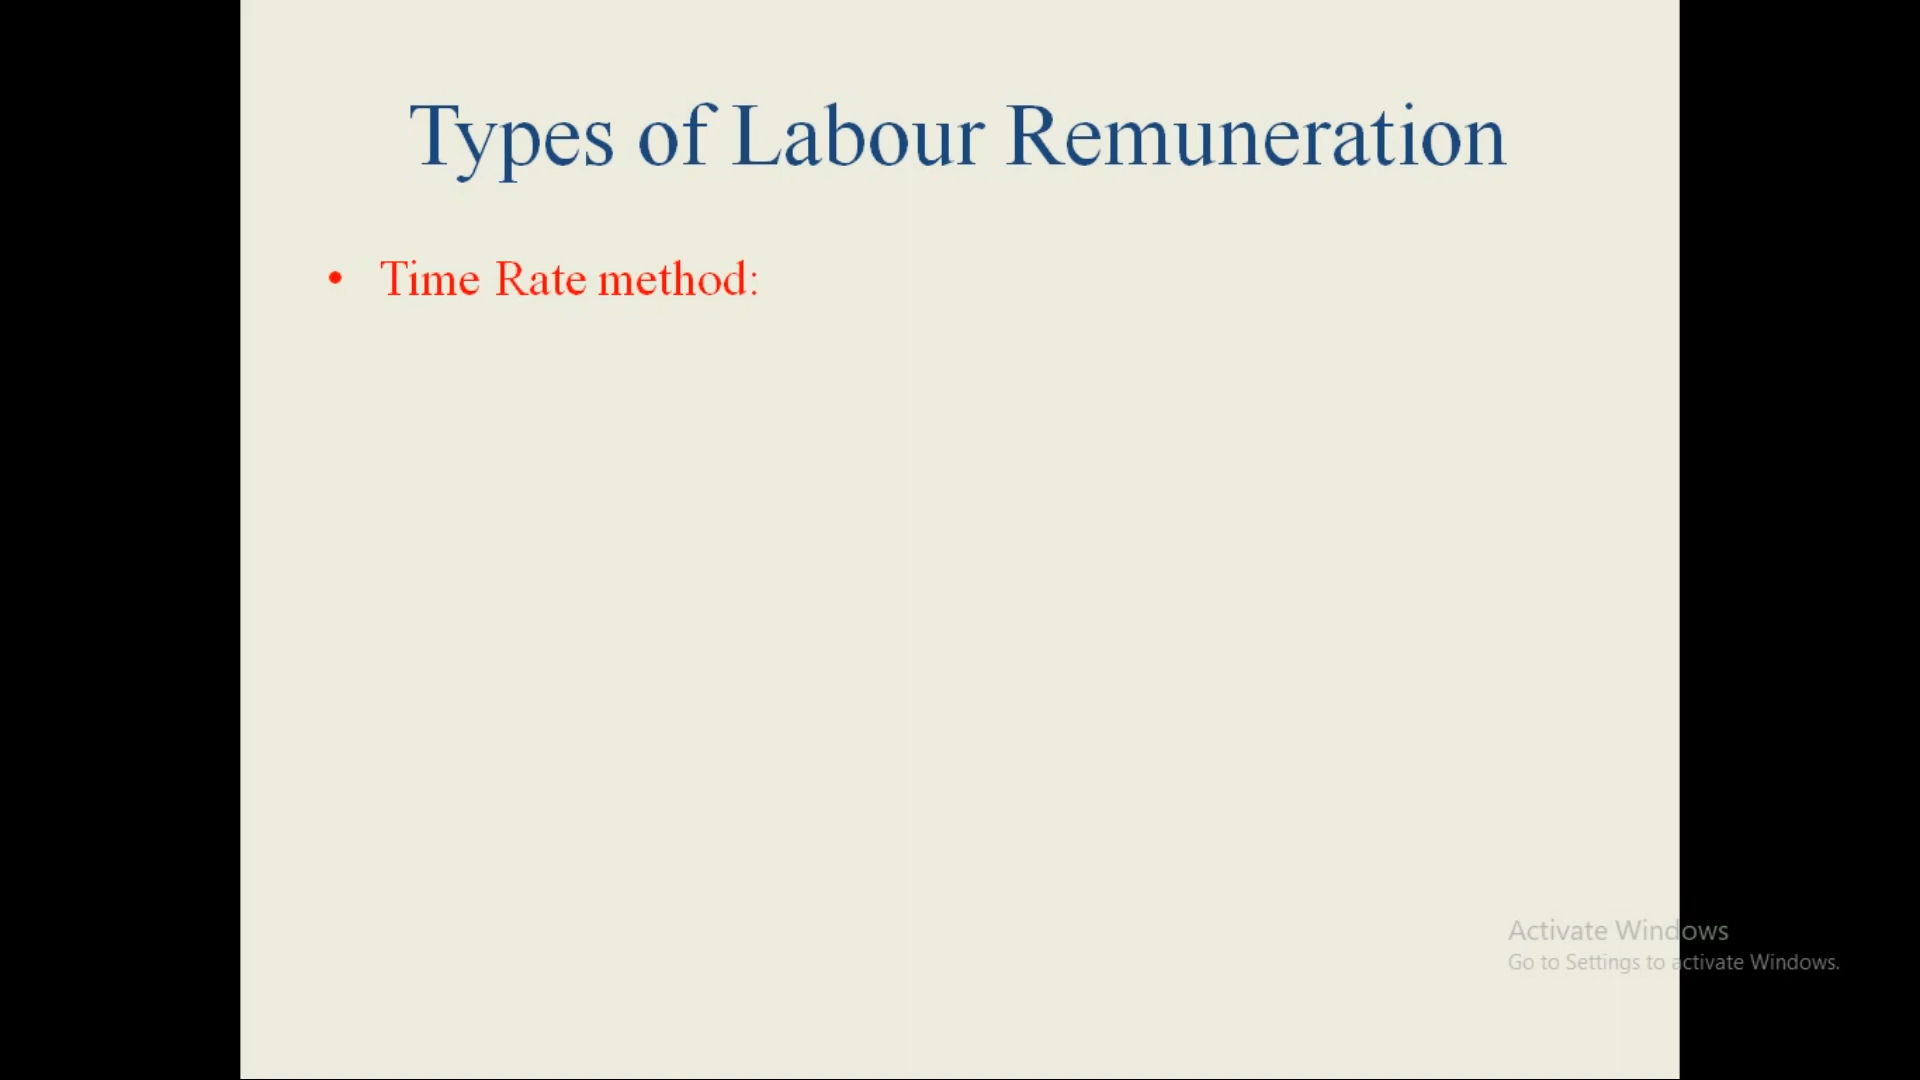 Types of Labour Remuneration
• Time Rate method:
Activate Windows
Go to Settings to activate Windows.